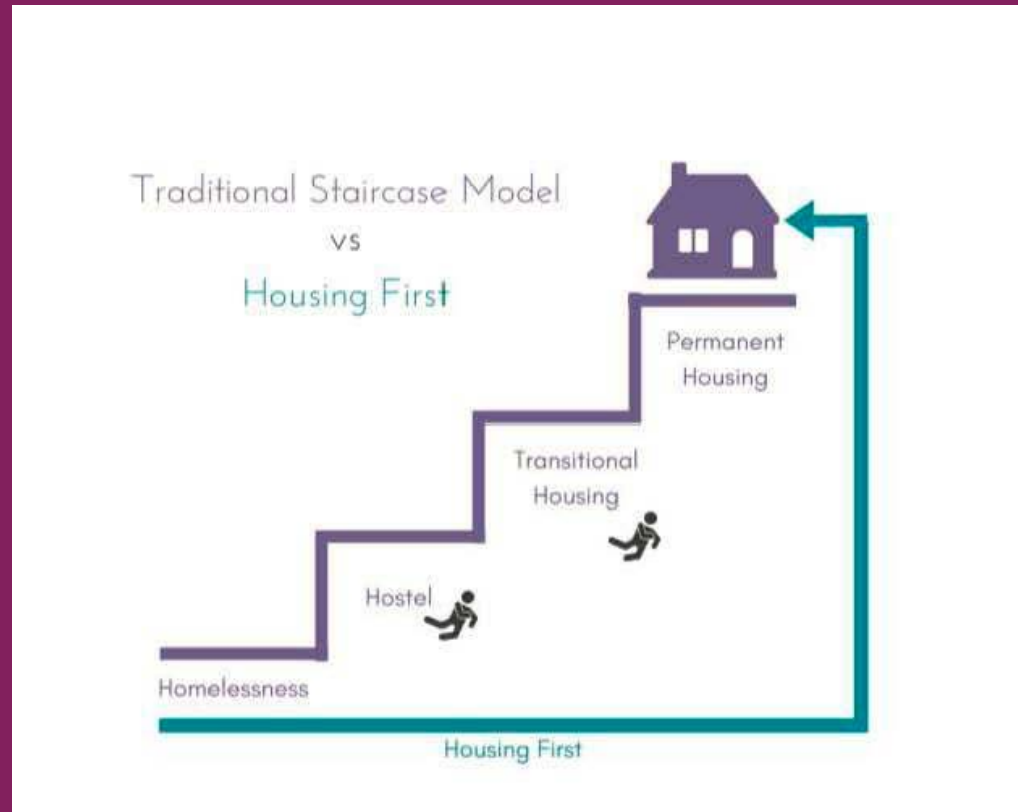 Traditional Staircase Model
vs
Housing First
Permanent
Housing
Transitional
Housing
Hostel
Homelessness
Housing First